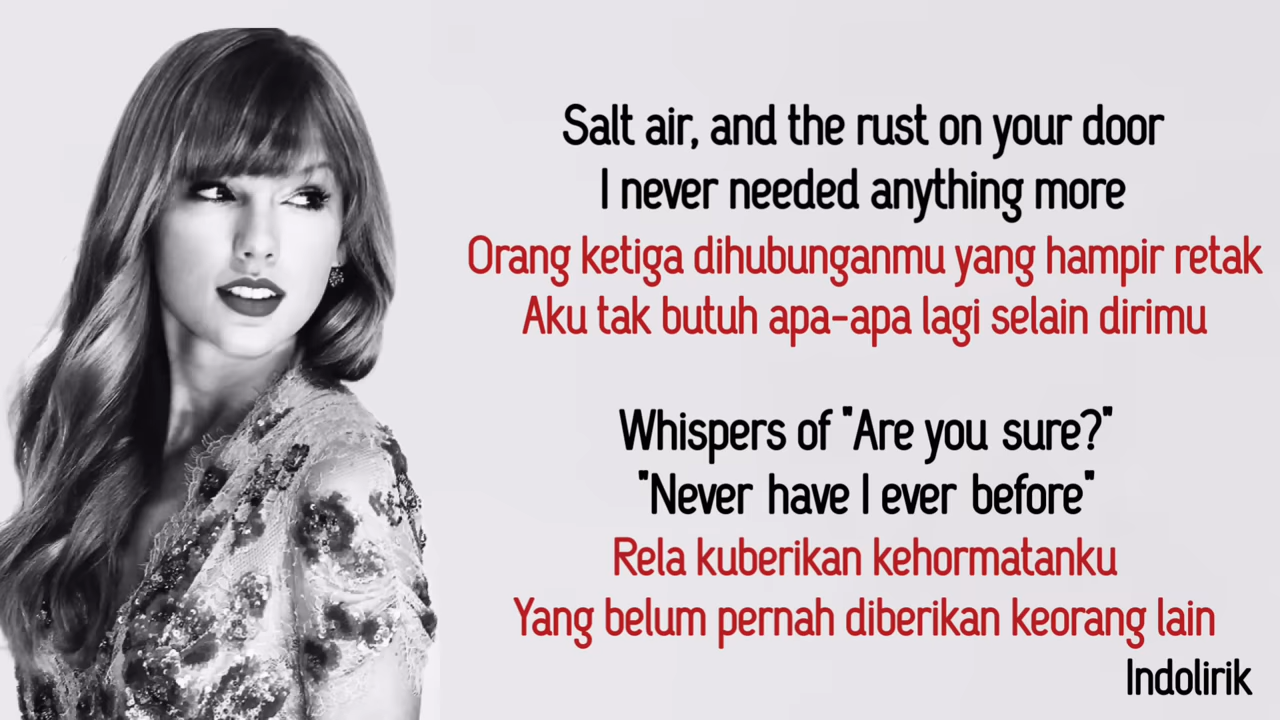 Salt air, and the rust on your door
I never needed anything more
Orang ketiga dihubunganmu yang hampir retak
Aku tak butuh apa-apa lagi selain dirimu
Whispers of "Are you sure?"
"Never have I ever before"
Rela kuberikan kehormatanku
Yang belum pernah diberikan keorang lain
Indolirik